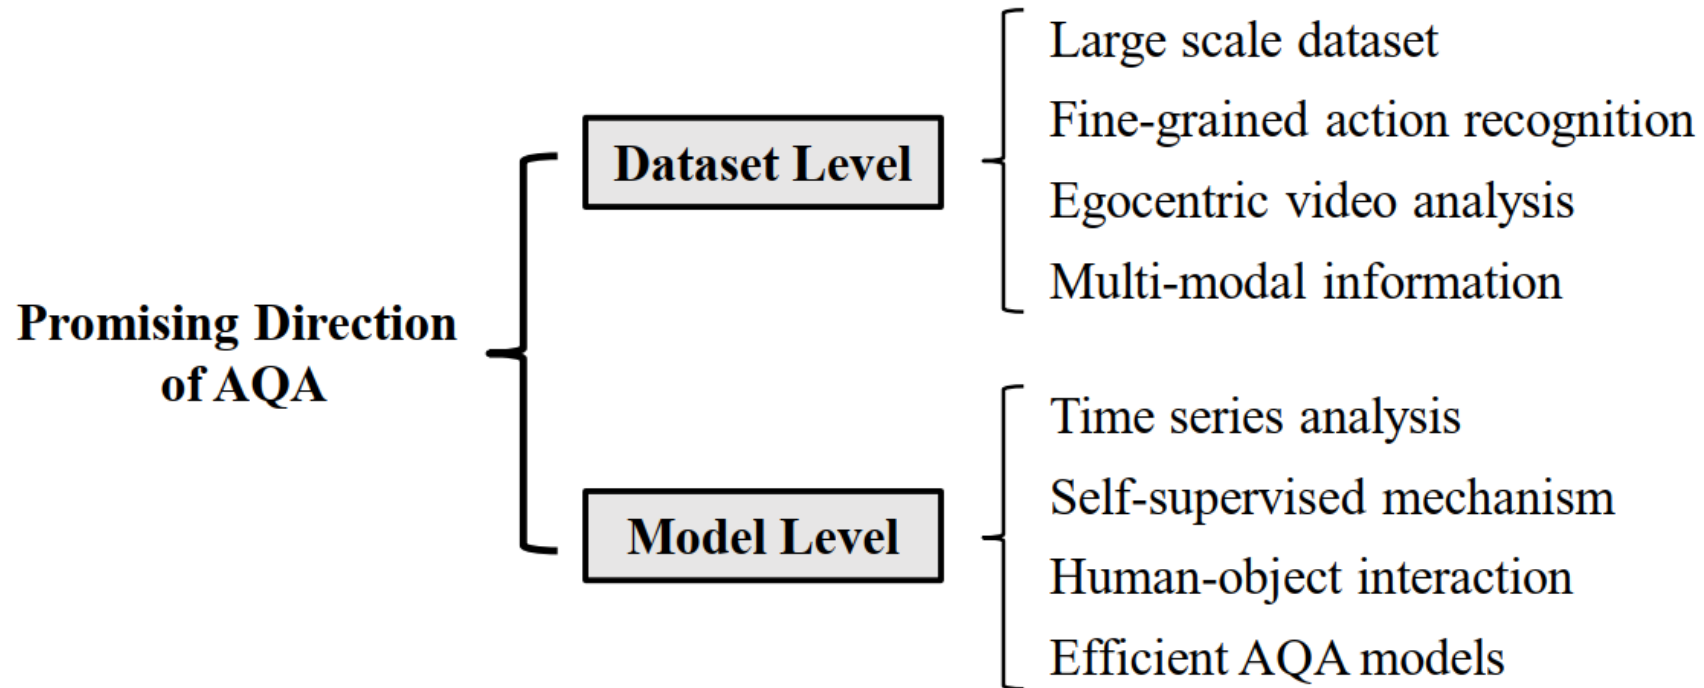 Promising Direction
of AQA
Dataset Level
Large scale dataset
Fine-grained action recognition
Egocentric video analysis
Multi-modal information
Model Level
Time series analysis
Self-supervised mechanism
Human-object interaction
Efficient AQA models